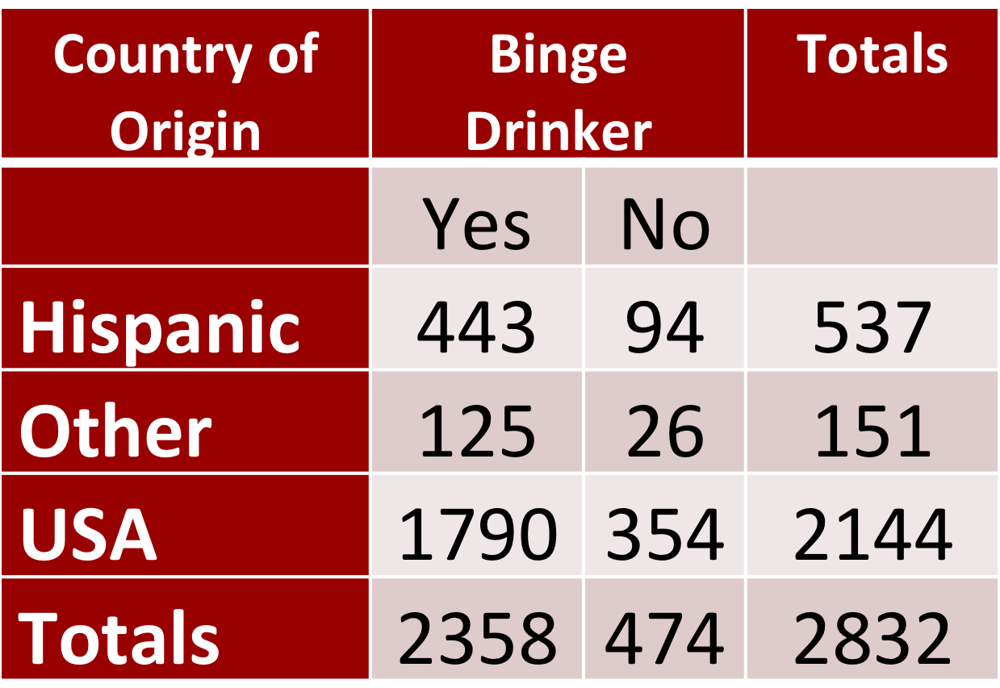 Country of Origin Binge Drinker Totals
Yes No
Hispanic 443 94 537
Other 125 26 151
USA 1790 354 2144
Totals 2358 474 2832